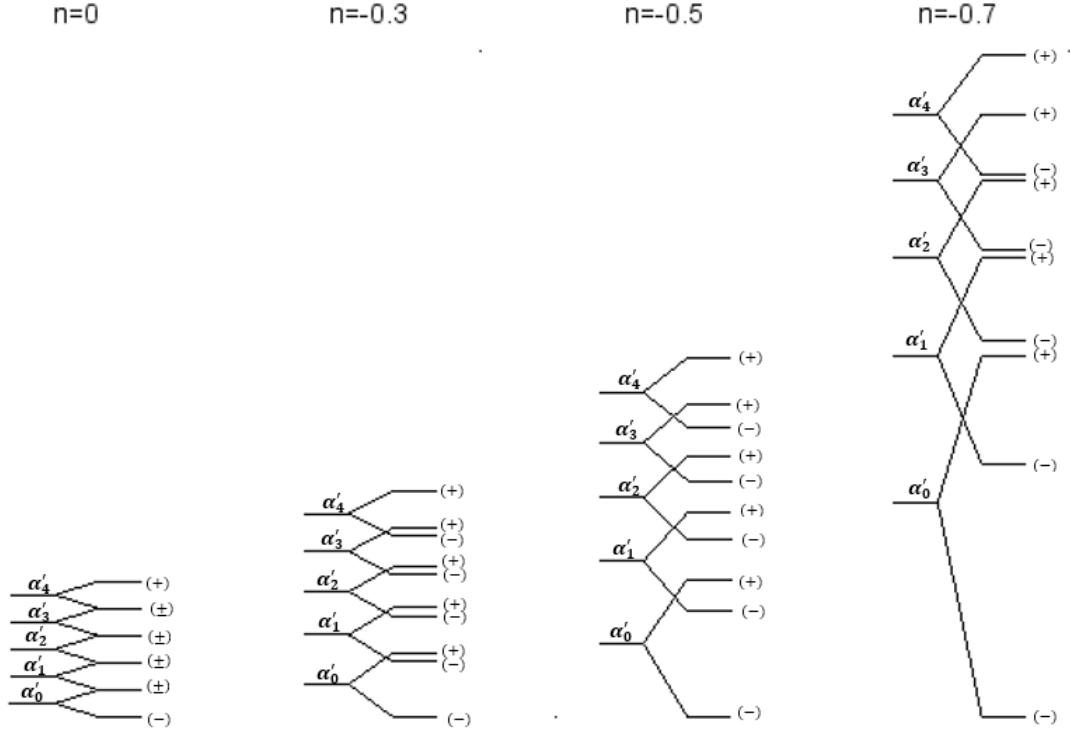 n=0
α′₄
(+)
α′₃
(±)
α′₂
(±)
α′₁
(±)
α′₀
(±)
(−)
n=-0.3
(+)
α′₄
(+)
(−)
α′₃
(+)
(−)
α′₂
(+)
(−)
α′₁
(+)
(−)
α′₀
(−)
n=-0.5
(+)
α′₄
(+)
(−)
α′₃
(+)
(−)
α′₂
(+)
(−)
α′₁
(+)
(−)
α′₀
(−)
n=-0.7
(+)
α′₄
(+)
α′₃
(−)
(+)
α′₂
(−)
(+)
α′₁
(−)
(+)
(−)
α′₀
(−)